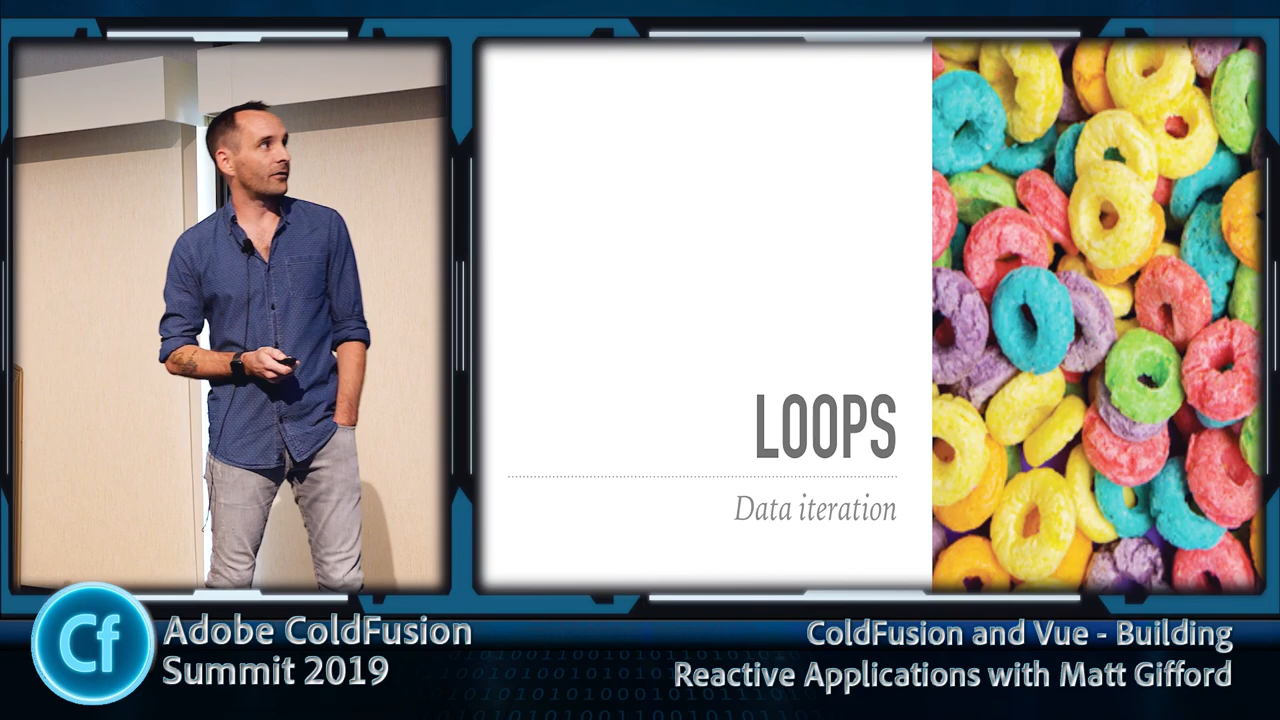 LOOPS
Data iteration
Cf
Adobe ColdFusion
Summit 2019
ColdFusion and Vue - Building
Reactive Applications with Matt Gifford